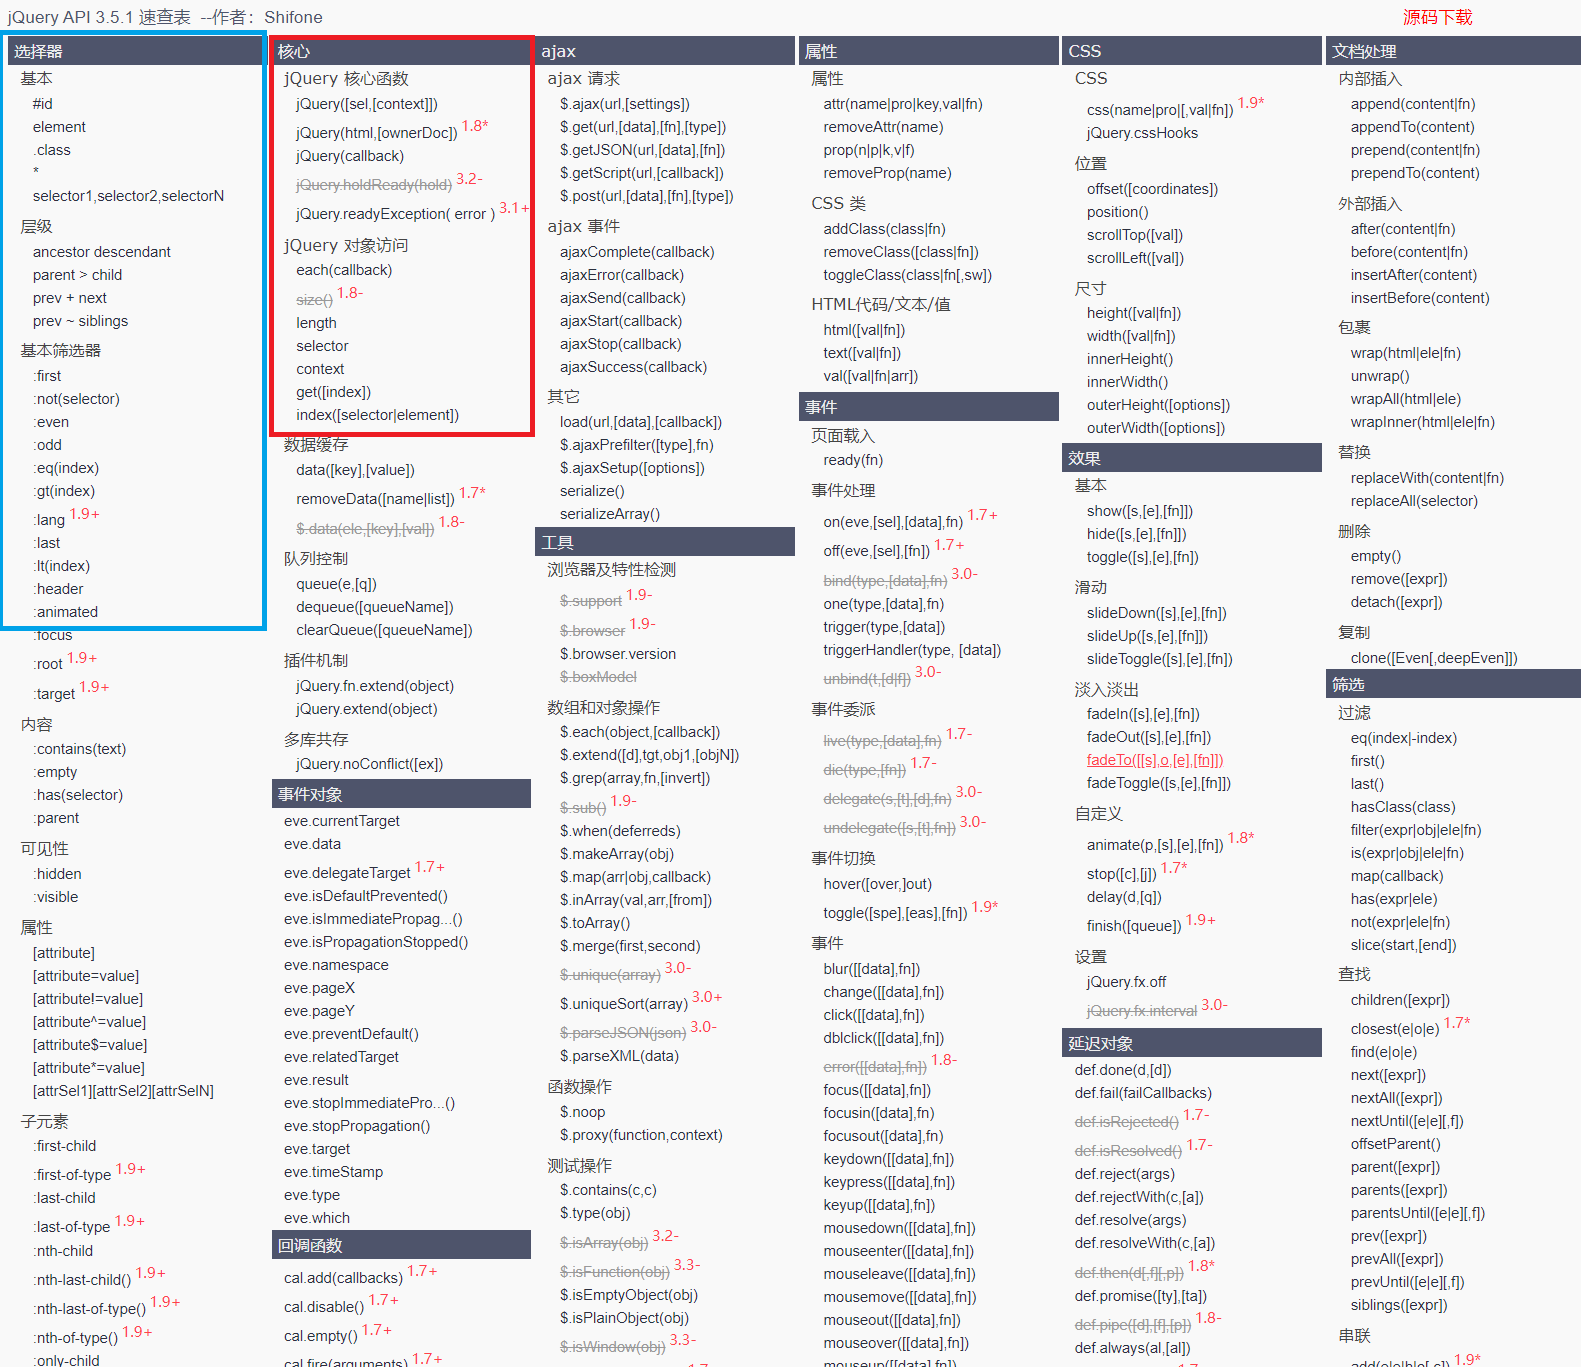 jQuery API 3.5.1 速查表 --作者：Shifone
源码下载
选择器
基本
#id
element
.class
*
selector1,selector2,selectorN
层级
ancestor descendant
parent > child
prev + next
prev ~ siblings
基本筛选器
:first
:not(selector)
:even
:odd
:eq(index)
:gt(index)
:lang 1.9+
:last
:lt(index)
:header
:animated
:focus
:root 1.9+
:target 1.9+
内容
:contains(text)
:empty
:has(selector)
:parent
可见性
:hidden
:visible
属性
[attribute]
[attribute=value]
[attribute!=value]
[attribute^=value]
[attribute$=value]
[attribute*=value]
[attrSel1][attrSel2][attrSelN]
子元素
:first-child
:first-of-type 1.9+
:last-child
:last-of-type 1.9+
:nth-child
:nth-last-child() 1.9+
:nth-last-of-type() 1.9+
:nth-of-type() 1.9+
:only-child
核心
jQuery 核心函数
jQuery([sel,[context]])
jQuery(html,[ownerDoc]) 1.8*
jQuery(callback)
jQuery.holdReady(hold) 3.2-
jQuery.readyException( error ) 3.1+
jQuery 对象访问
each(callback)
size() 1.8-
length
selector
context
get([index])
index([selector|element])
数据缓存
data([key],[value])
removeData([name|list]) 1.7*
$.data(ele,[key],[val]) 1.8-
队列控制
queue(e,[q])
dequeue([queueName])
clearQueue([queueName])
插件机制
jQuery.fn.extend(object)
jQuery.extend(object)
多库共存
jQuery.noConflict([ex])
事件对象
eve.currentTarget
eve.data
eve.delegateTarget 1.7+
eve.isDefaultPrevented()
eve.isImmediatePropag...()
eve.isPropagationStopped()
eve.namespace
eve.pageX
eve.pageY
eve.preventDefault()
eve.relatedTarget
eve.result
eve.stopImmediatePro...()
eve.stopPropagation()
eve.target
eve.timeStamp
eve.type
eve.which
回调函数
cal.add(callbacks) 1.7+
cal.disable() 1.7+
cal.empty() 1.7+
cal.fire(arguments) 1.7+
ajax
ajax 请求
$.ajax(url,[settings])
$.get(url,[data],[fn],[type])
$.getJSON(url,[data],[fn])
$.getScript(url,[callback])
$.post(url,[data],[fn],[type])
ajax 事件
ajaxComplete(callback)
ajaxError(callback)
ajaxSend(callback)
ajaxStart(callback)
ajaxStop(callback)
ajaxSuccess(callback)
其它
load(url,[data],[callback])
$.ajaxPrefilter([type],fn)
$.ajaxSetup([options])
serialize()
serializeArray()
工具
浏览器及特性检测
$.support 1.9-
$.browser 1.9-
$.browser.version
$.boxModel
数组和对象操作
$.each(object,[callback])
$.extend([d],tgt,obj1,[objN])
$.grep(array,fn,[invert])
$.sub() 1.9-
$.when(deferreds)
$.makeArray(obj)
$.map(arr|obj,callback)
$.inArray(val,arr,[from])
$.toArray()
$.merge(first,second)
$.unique(array) 3.0-
$.uniqueSort(array) 3.0+
$.parseJSON(json) 3.0-
$.parseXML(data)
函数操作
$.noop
$.proxy(function,context)
测试操作
$.contains(c,c)
$.type(obj)
$.isArray(obj) 3.2-
$.isFunction(obj) 3.3-
$.isEmptyObject(obj)
$.isPlainObject(obj)
$.isWindow(obj) 3.3-
属性
属性
attr(name|pro|key,val|fn)
removeAttr(name)
prop(n|p|k,v|f)
removeProp(name)
CSS 类
addClass(class|fn)
removeClass([class|fn])
toggleClass(class|fn[,sw])
HTML代码/文本/值
html([val|fn])
text([val|fn])
val([val|fn|arr])
事件
页面载入
ready(fn)
事件处理
on(eve,[sel],[data],fn) 1.7+
off(eve,[sel],[fn]) 1.7+
bind(type,[data],fn) 3.0-
one(type,[data],fn)
trigger(type,[data])
triggerHandler(type, [data])
unbind(t,[d|f]) 3.0-
事件委派
live(type,[data],fn) 1.7-
die(type,[fn]) 1.7-
delegate(s,[t],[d],fn) 3.0-
undelegate([s,[t],fn]) 3.0-
事件切换
hover([over,]out)
toggle([spe],[eas],[fn]) 1.9*
事件
blur([[data],fn])
change([[data],fn])
click([[data],fn])
dblclick([[data],fn])
error([[data],fn]) 1.8-
focus([[data],fn])
focusin([data],fn)
focusout([data],fn)
keydown([[data],fn])
keypress([[data],fn])
keyup([[data],fn])
mousedown([[data],fn])
mouseenter([[data],fn])
mouseleave([[data],fn])
mousemove([[data],fn])
mouseout([[data],fn])
mouseover([[data],fn])
mouseup([[data],fn])
CSS
CSS
css(name|pro|[,val|fn]) 1.9*
jQuery.cssHooks
位置
offset([coordinates])
position()
scrollTop([val])
scrollLeft([val])
尺寸
height([val|fn])
width([val|fn])
innerHeight()
innerWidth()
outerHeight([options])
outerWidth([options])
效果
基本
show([s,[e],[fn]])
hide([s,[e],[fn]])
toggle([s],[e],[fn])
滑动
slideDown([s],[e],[fn])
slideUp([s,[e],[fn]])
slideToggle([s],[e],[fn])
淡入淡出
fadeIn([s],[e],[fn])
fadeOut([s],[e],[fn])
fadeTo([[s],o,[e],[fn]])
fadeToggle([s,[e],[fn]])
自定义
animate(p,[s],[e],[fn]) 1.8*
stop([c],[j]) 1.7*
delay(d,[q])
finish([queue]) 1.9+
设置
jQuery.fx.off
jQuery.fx.interval 3.0-
延迟对象
def.done(d,[d])
def.fail(failCallbacks)
def.isRejected() 1.7-
def.isResolved() 1.7-
def.reject(args)
def.rejectWith(c,[a])
def.resolve(args)
def.resolveWith(c,[a])
def.then(d[,f][,p]) 1.8*
def.promise([ty],[ta])
def.pipe([d],[f],[p]) 1.8-
def.always(al,[al])
文档处理
内部插入
append(content|fn)
appendTo(content)
prepend(content|fn)
prependTo(content)
外部插入
after(content|fn)
before(content|fn)
insertAfter(content)
insertBefore(content)
包裹
wrap(html|ele|fn)
unwrap()
wrapAll(html|ele)
wrapInner(html|ele|fn)
替换
replaceWith(content|fn)
replaceAll(selector)
删除
empty()
remove([expr])
detach([expr])
复制
clone([Even[,deepEven]])
筛选
过滤
eq(index|-index)
first()
last()
hasClass(class)
filter(expr|obj|ele|fn)
is(expr|obj|ele|fn)
map(callback)
has(expr|ele)
not(expr|ele|fn)
slice(start,[end])
查找
children([expr])
closest(e|o|e) 1.7*
find(e|o|e)
next([expr])
nextAll([expr])
nextUntil([e|e][,f])
offsetParent()
parent([expr])
parents([expr])
parentsUntil([e|e][,f])
prev([expr])
prevAll([expr])
prevUntil([e|e][,f])
siblings([expr])
串联
add(e|e|h|o[,c]) 1.9*